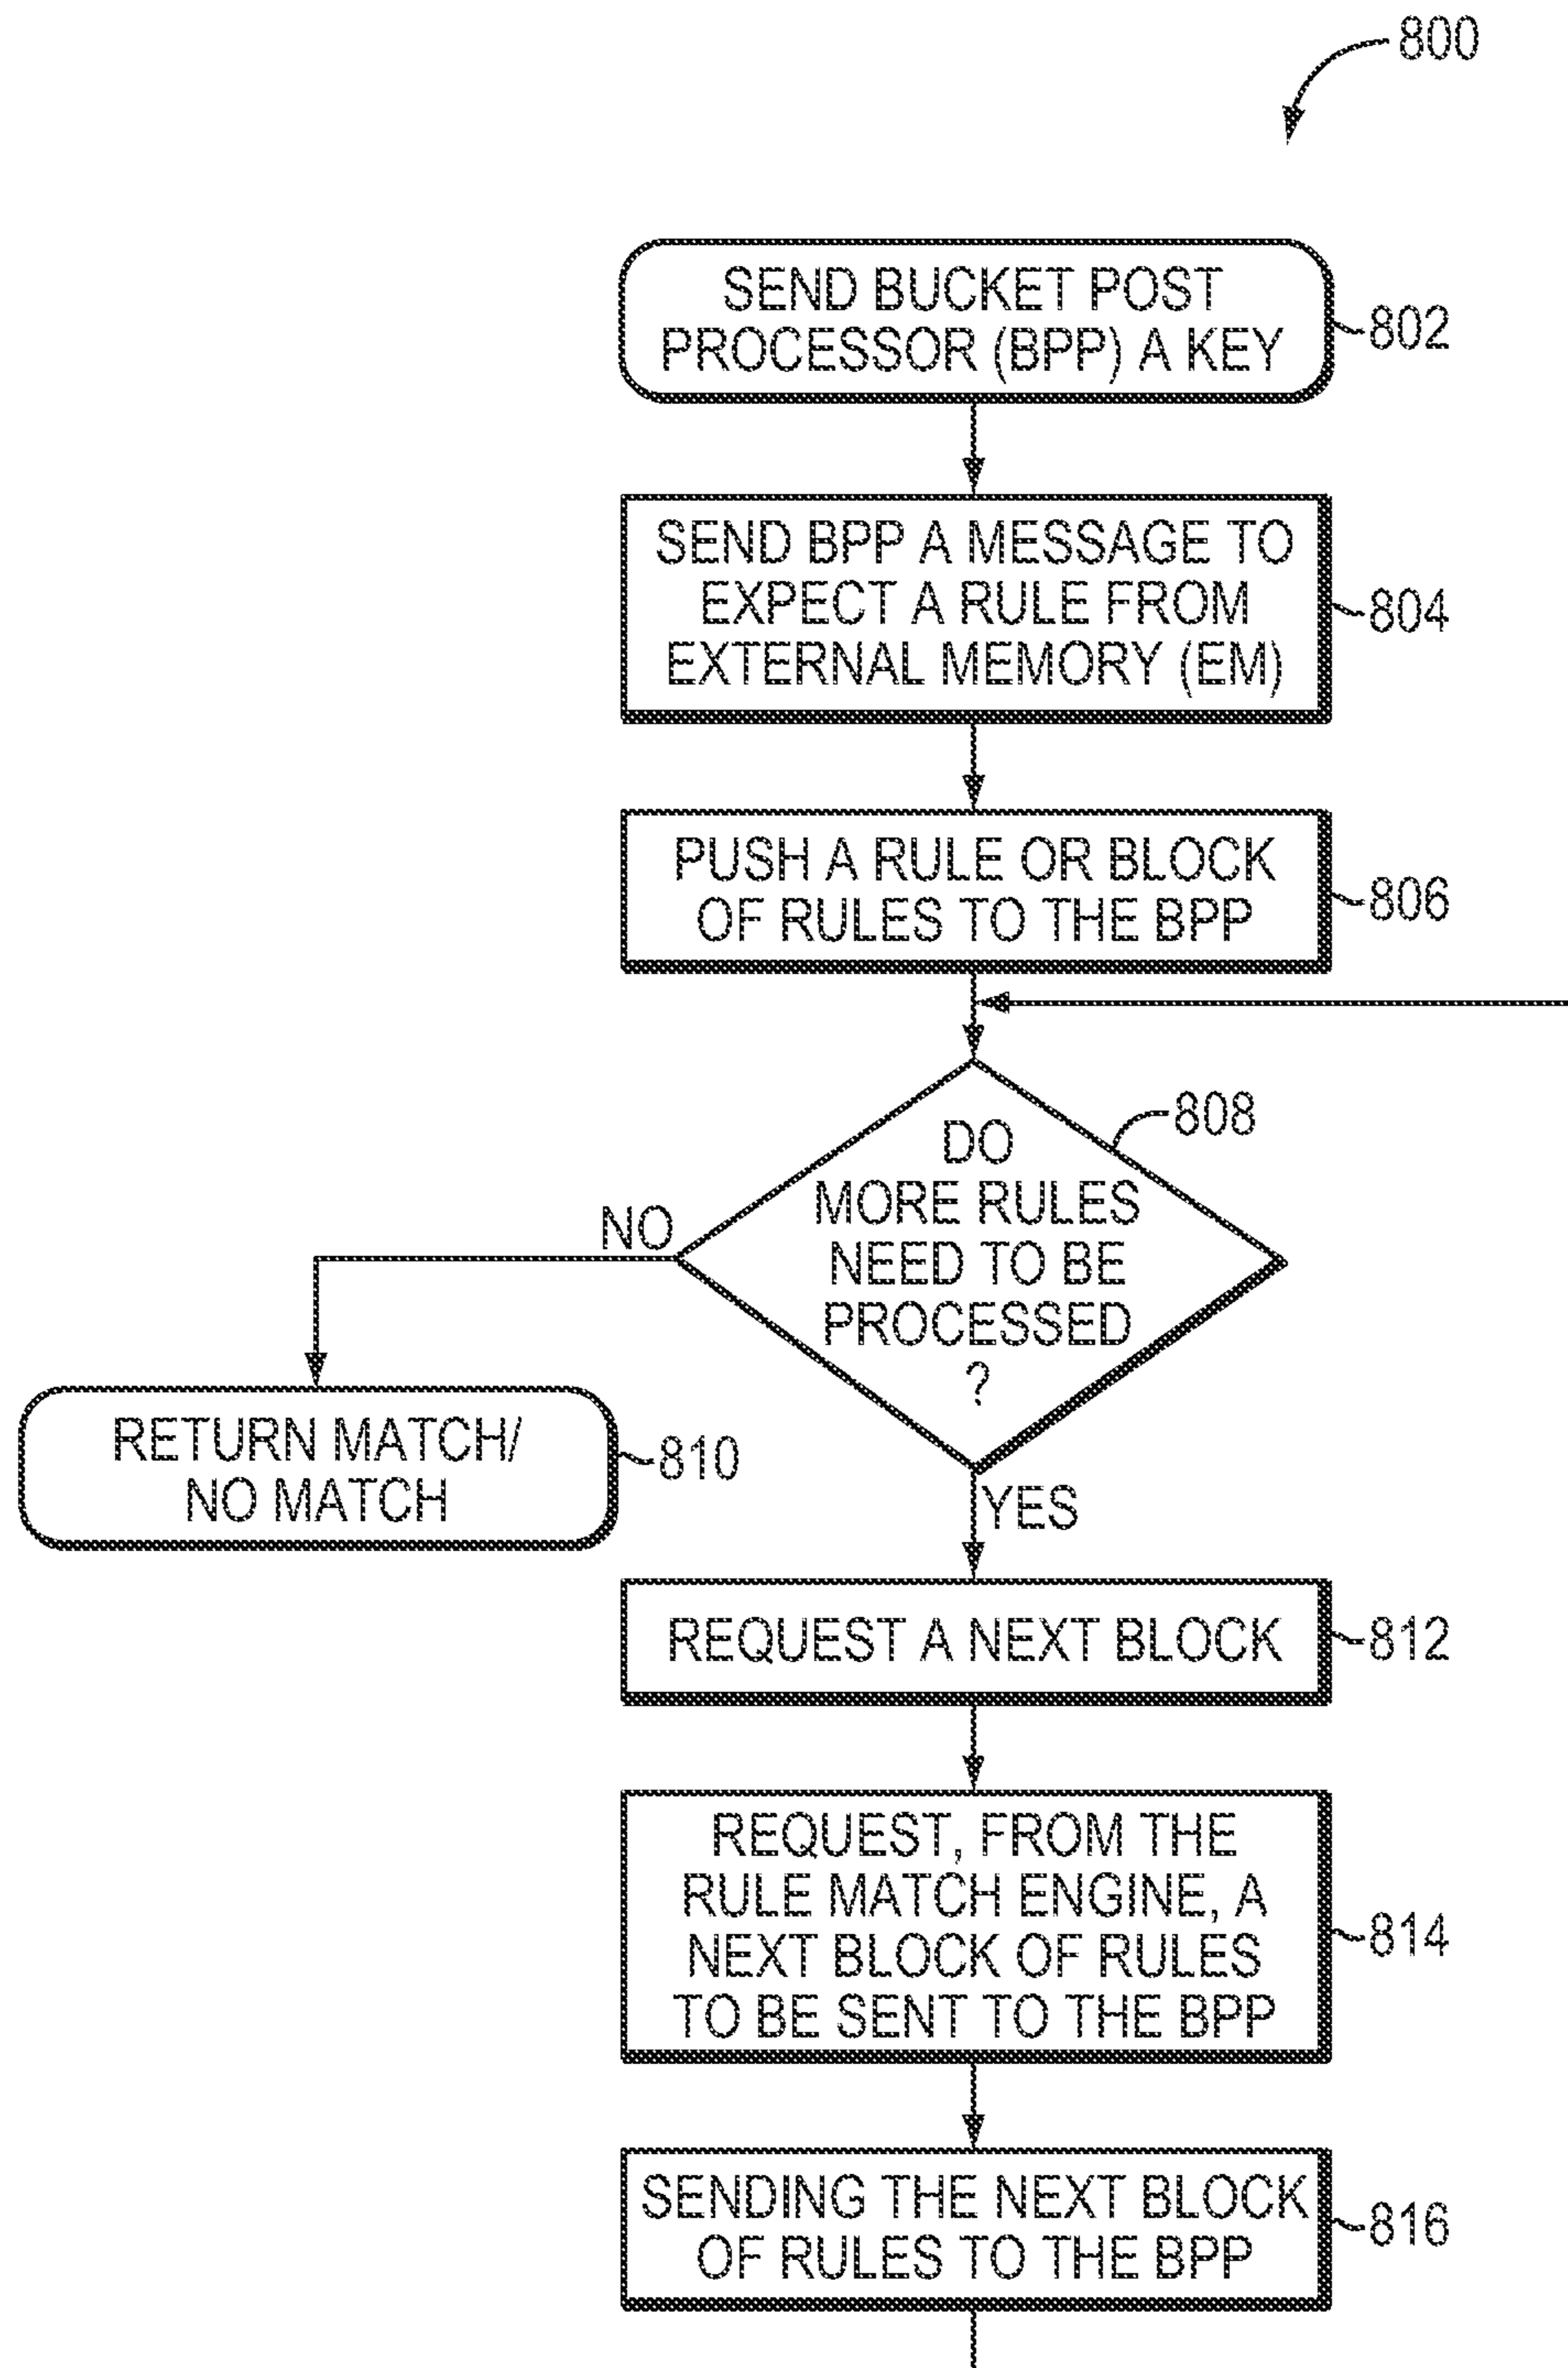 800
SEND BUCKET POST
PROCESSOR (BPP) A KEY
802
SEND BPP A MESSAGE TO
EXPECT A RULE FROM
EXTERNAL MEMORY (EM)
804
PUSH A RULE OR BLOCK
OF RULES TO THE BPP
806
808
DO
MORE RULES
NEED TO BE
PROCESSED
?
NO
RETURN MATCH/
NO MATCH
810
YES
REQUEST A NEXT BLOCK
812
REQUEST, FROM THE
RULE MATCH ENGINE, A
NEXT BLOCK OF RULES
TO BE SENT TO THE BPP
814
SENDING THE NEXT BLOCK
OF RULES TO THE BPP
816